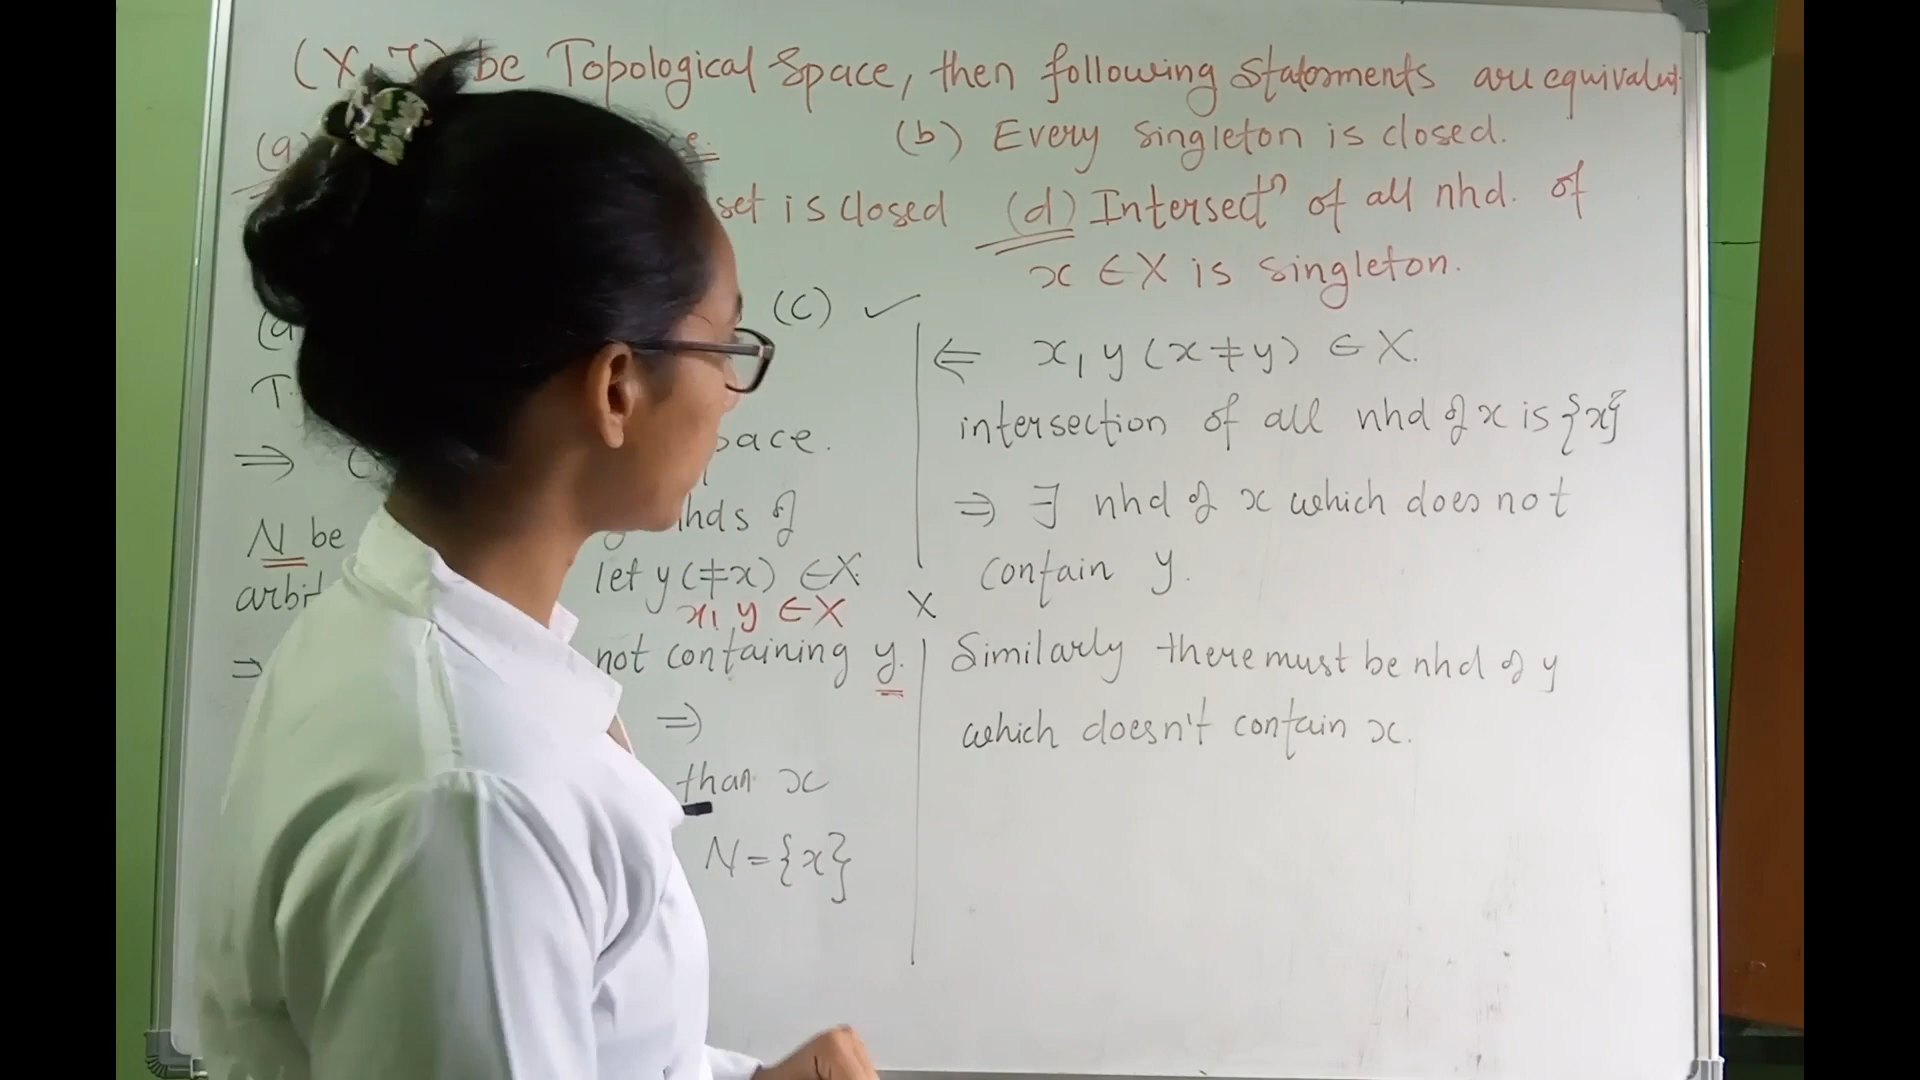 (X, T) be Topological Space, then following Statements are equivalent
(a) (b) Every singleton is closed.
set is closed (d) Intersectⁿ of all nhd. of
x ∈ X is singleton.
(C) ✓
⇐ x, y (x ≠ y) ∈ X.
space.
intersection of all nhd of x is {x}
⇒
nhds of
⇒ ∃ nhd of x which does not
N be
contain y.
let y (≠ x) ∈ X
x, y ∈ X
X
⇒ not containing y.
Similarly there must be nhd of y
which doesn't contain x.
⇒
than x
N = {x}